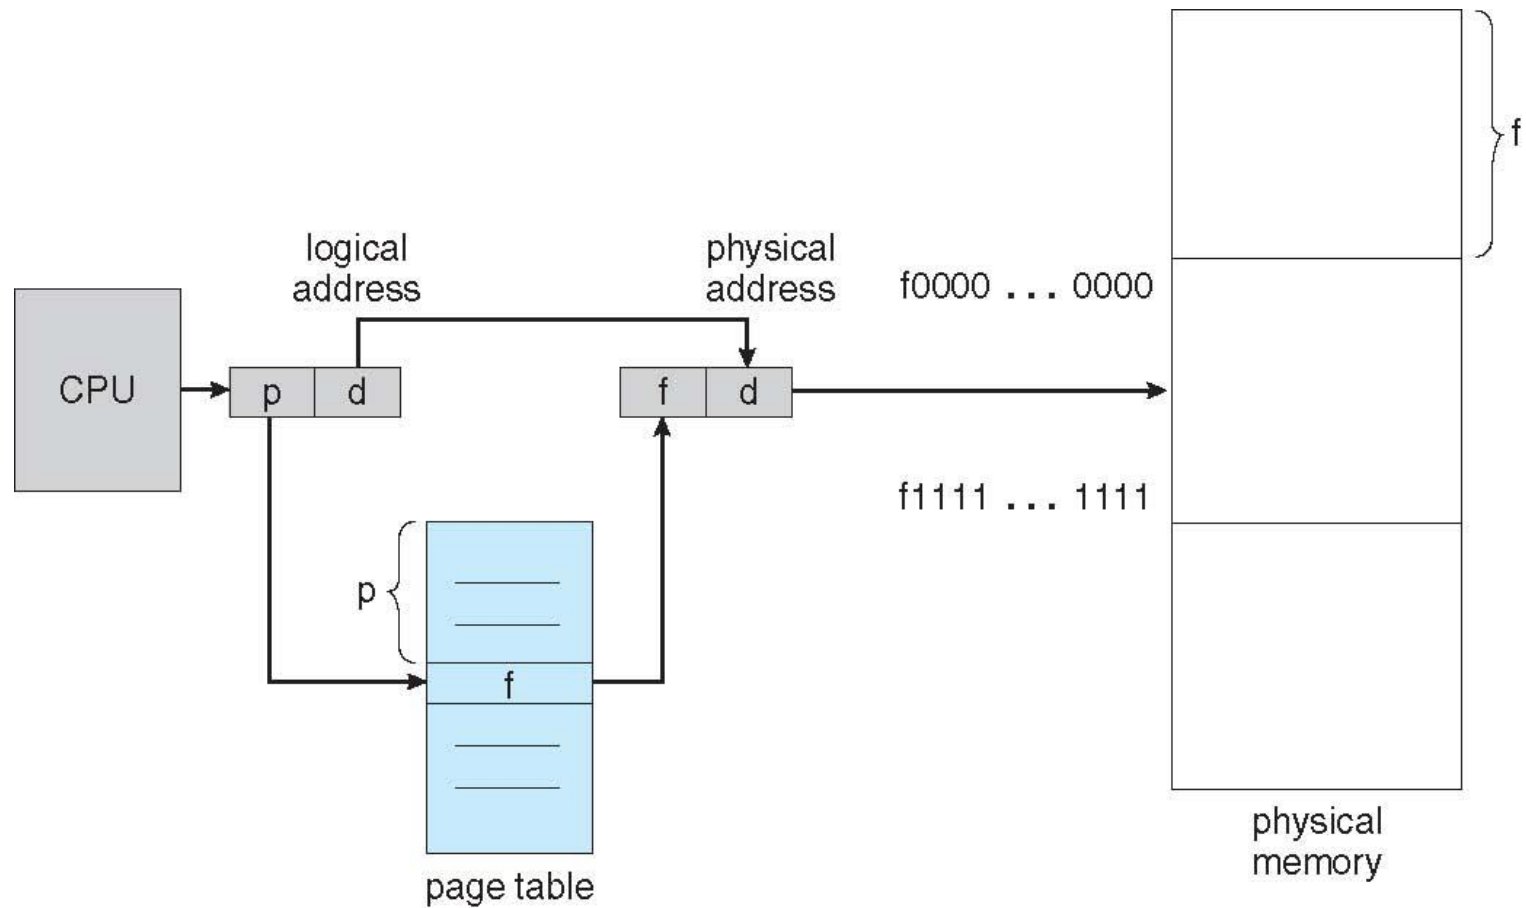 f
logical
address
physical
address
f0000 ... 0000
CPU
p
d
f
d
f1111 ... 1111
p
f
page table
physical
memory